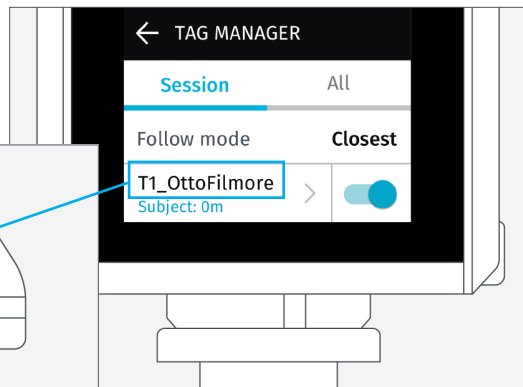 TAG MANAGER
Session All
Follow mode Closest
T1_OttoFilmore
Subject: 0m